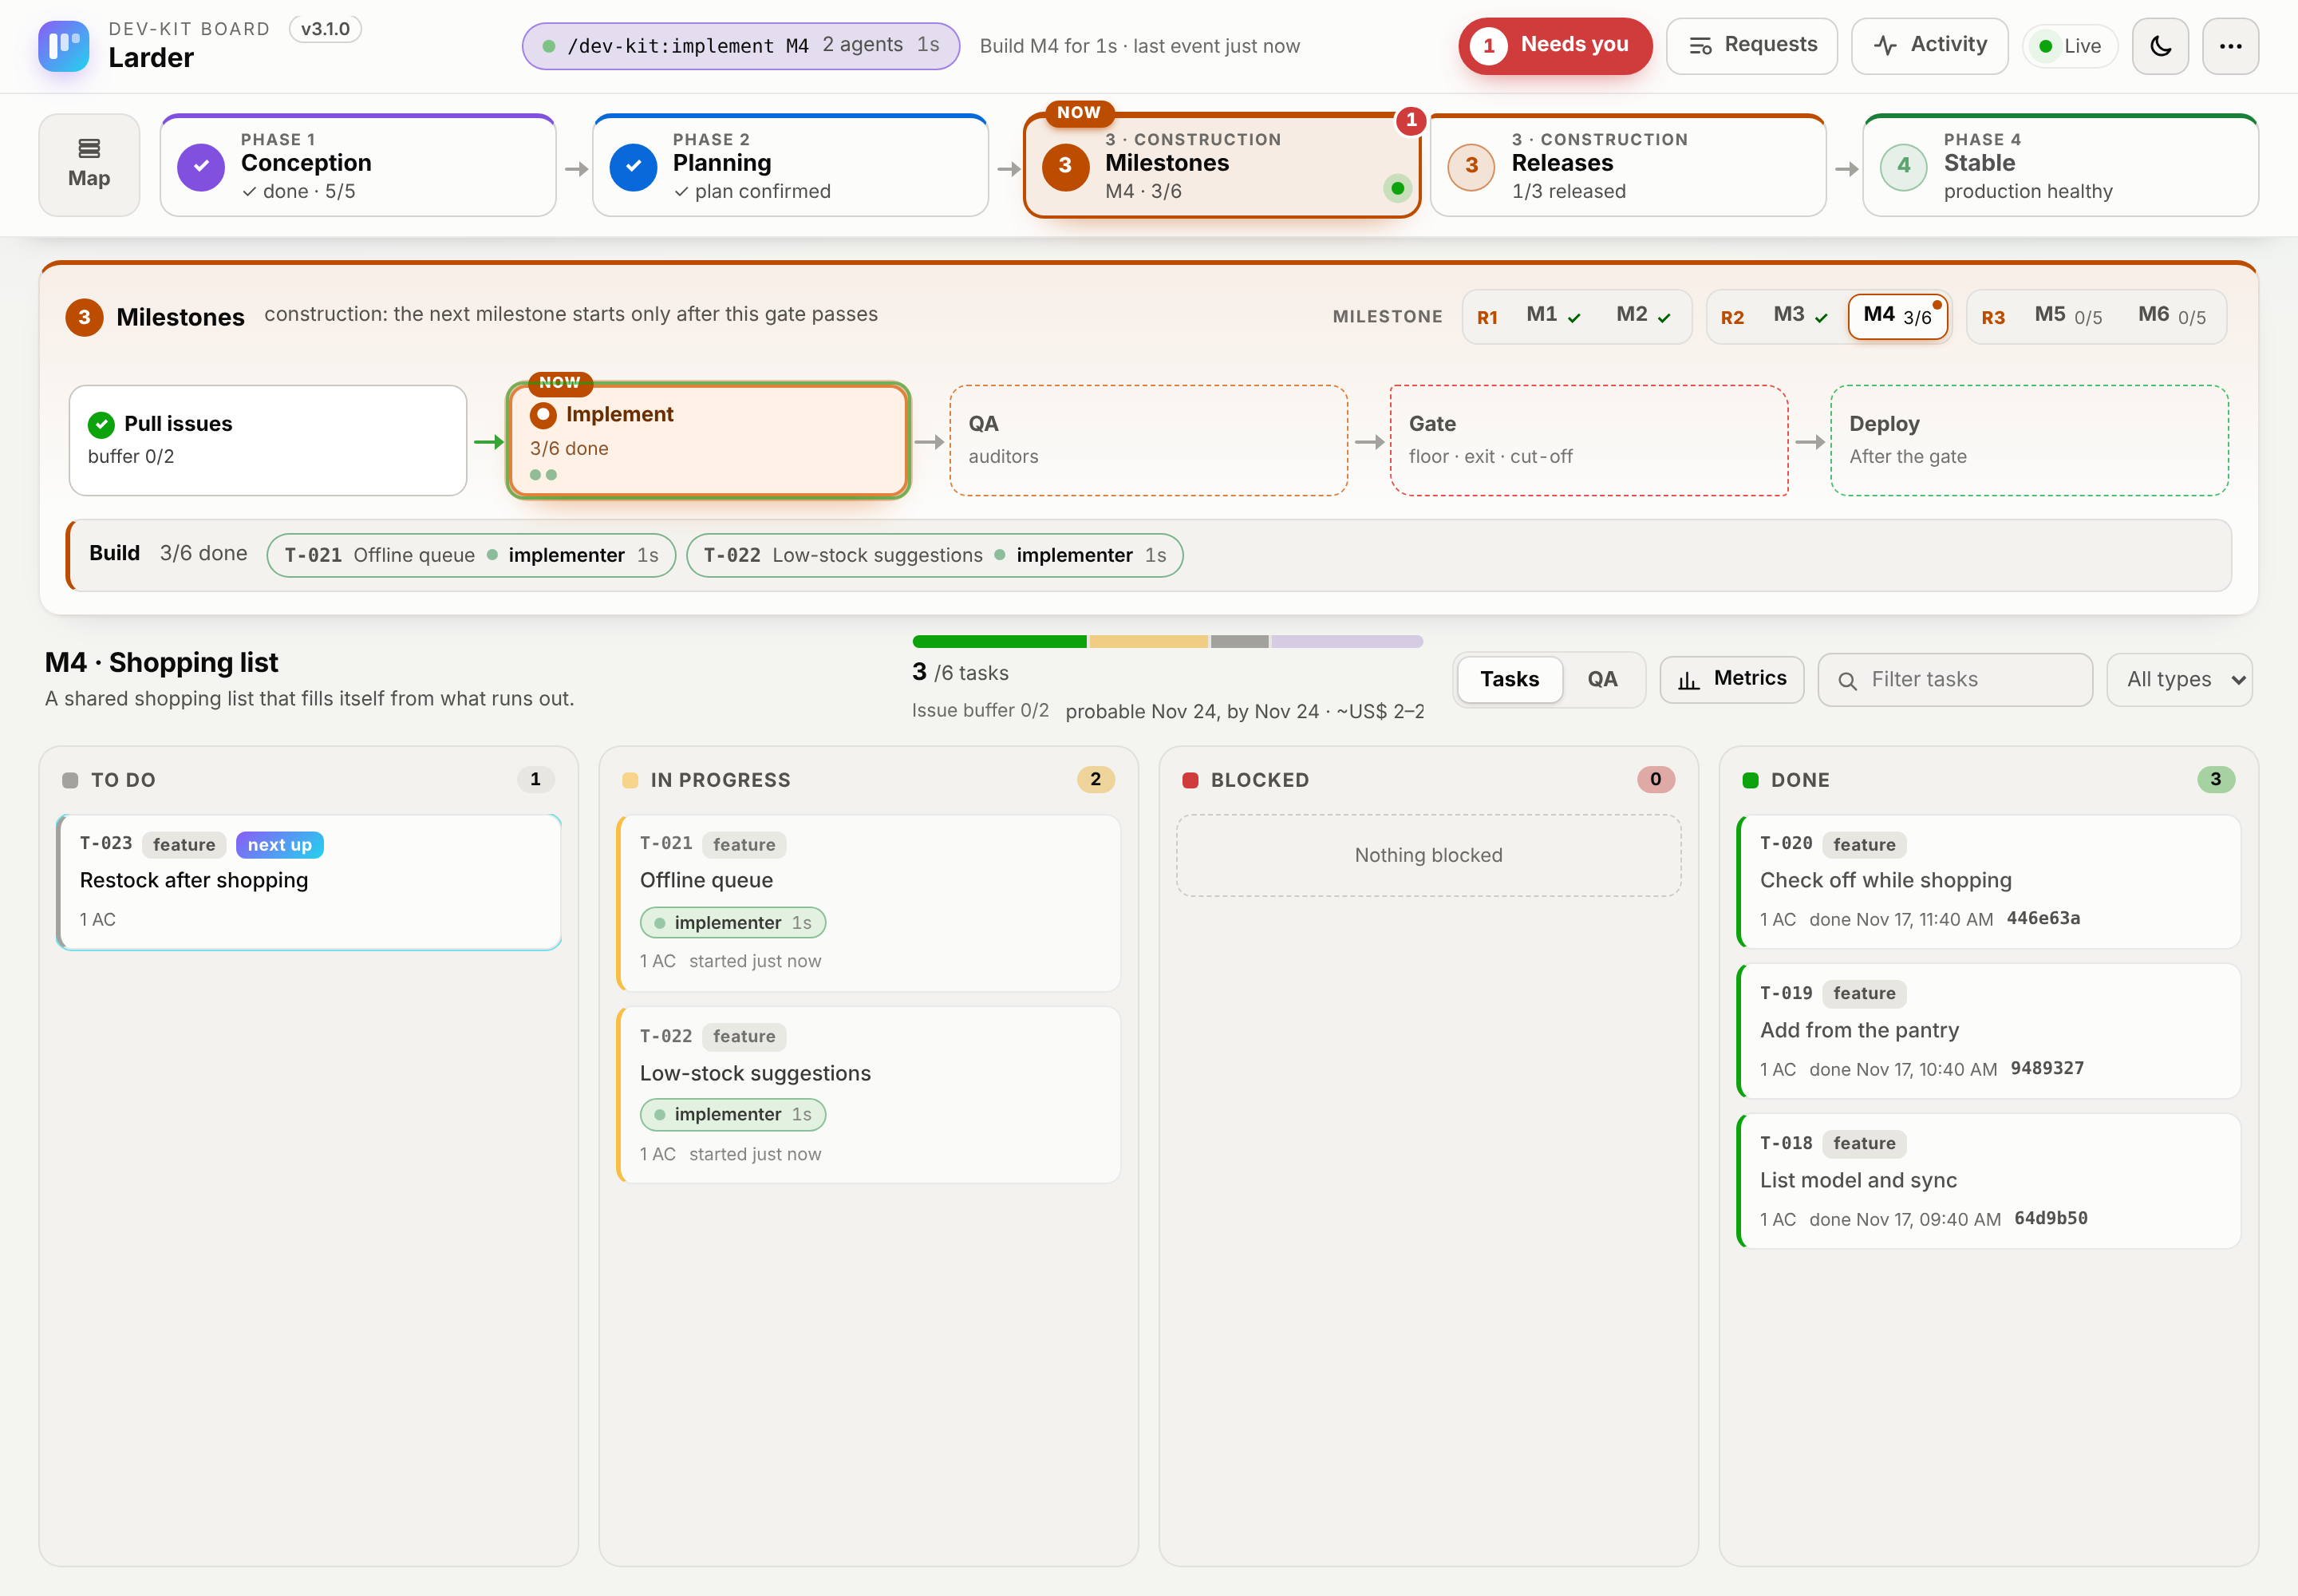 DEV-KIT BOARD v3.1.0
Larder
/dev-kit:implement M4 2 agents 1s
Build M4 for 1s · last event just now
1 Needs you
Requests
Activity
Live
Map
PHASE 1
Conception
done · 5/5
PHASE 2
Planning
plan confirmed
NOW
1
3 · CONSTRUCTION
3 Milestones
M4 · 3/6
3 · CONSTRUCTION
3 Releases
1/3 released
PHASE 4
4 Stable
production healthy
3 Milestones construction: the next milestone starts only after this gate passes
MILESTONE R1 M1 M2 R2 M3 M4 3/6 R3 M5 0/5 M6 0/5
Pull issues
buffer 0/2
NOW
Implement
3/6 done
QA
auditors
Gate
floor · exit · cut-off
Deploy
After the gate
Build 3/6 done T-021 Offline queue implementer 1s T-022 Low-stock suggestions implementer 1s
M4 · Shopping list
A shared shopping list that fills itself from what runs out.
3 /6 tasks
Issue buffer 0/2 probable Nov 24, by Nov 24 · ~US$ 2–2
Tasks QA Metrics Filter tasks All types
TO DO 1
T-023 feature next up
Restock after shopping
1 AC
IN PROGRESS 2
T-021 feature
Offline queue
implementer 1s
1 AC started just now
T-022 feature
Low-stock suggestions
implementer 1s
1 AC started just now
BLOCKED 0
Nothing blocked
DONE 3
T-020 feature
Check off while shopping
1 AC done Nov 17, 11:40 AM 446e63a
T-019 feature
Add from the pantry
1 AC done Nov 17, 10:40 AM 9489327
T-018 feature
List model and sync
1 AC done Nov 17, 09:40 AM 64d9b50